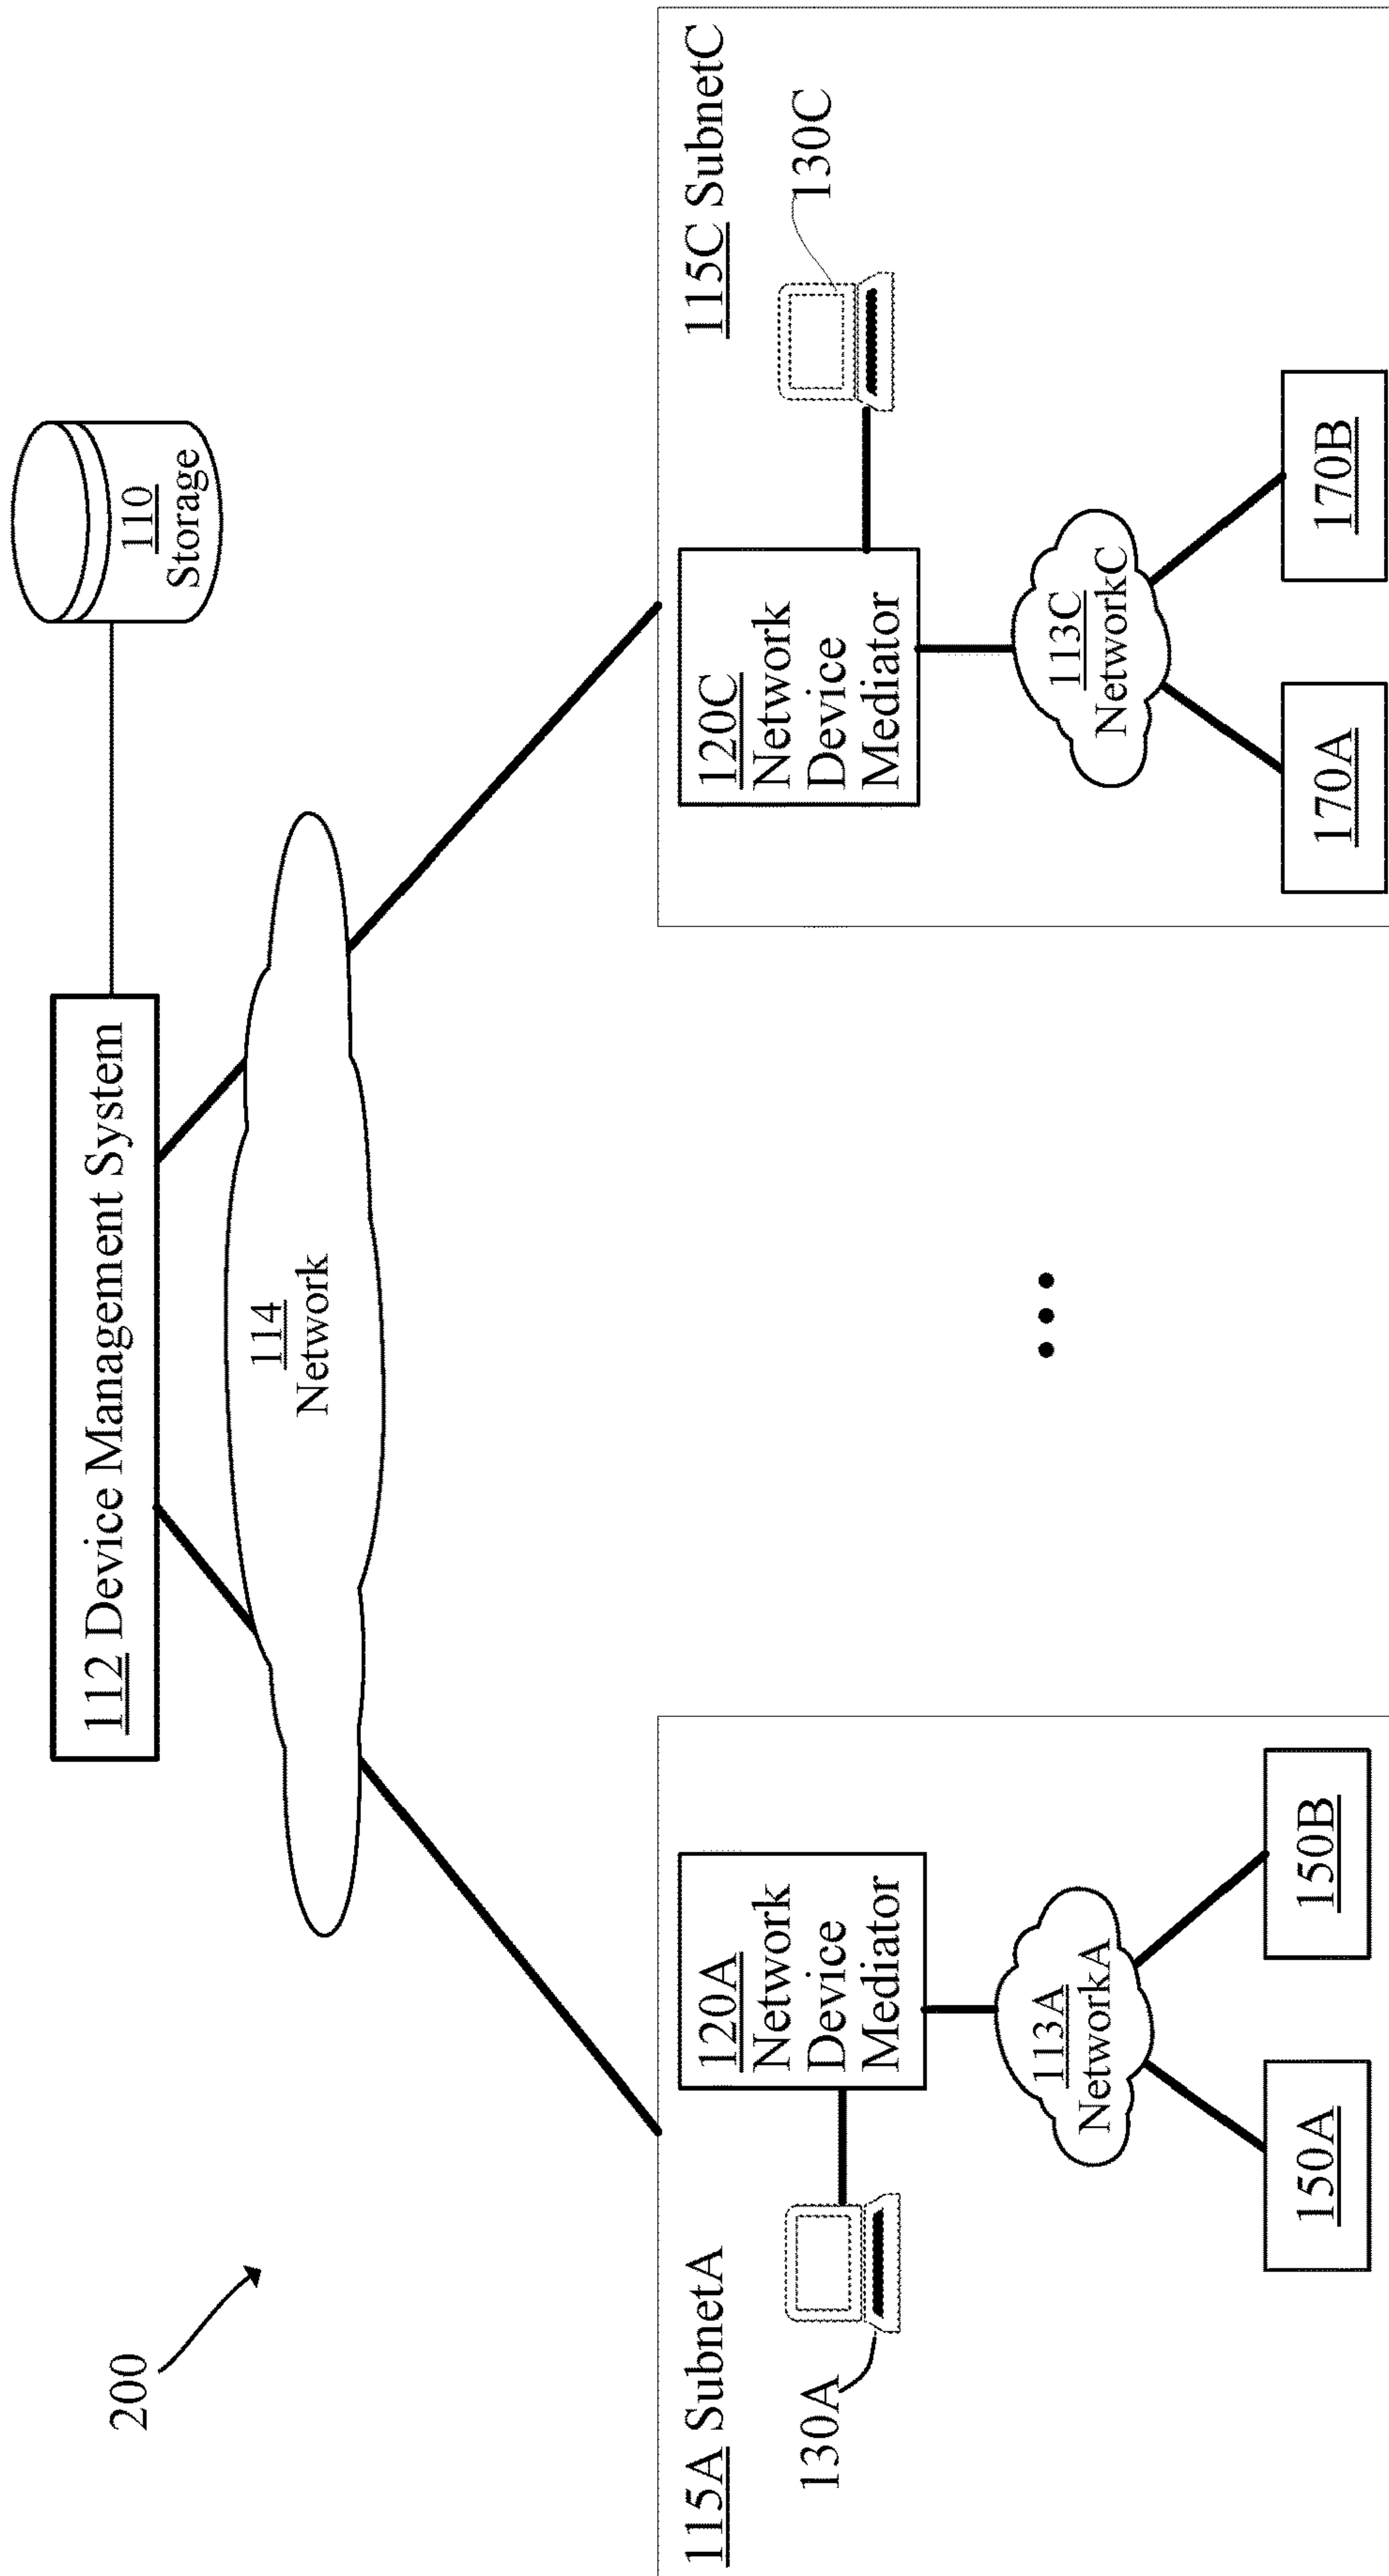 200
112 Device Management System
110
Storage
114
Network
115A SubnetA
130A
120A
Network
Device
Mediator
113A
NetworkA
150A
150B
115C SubnetC
130C
120C
Network
Device
Mediator
113C
NetworkC
170A
170B